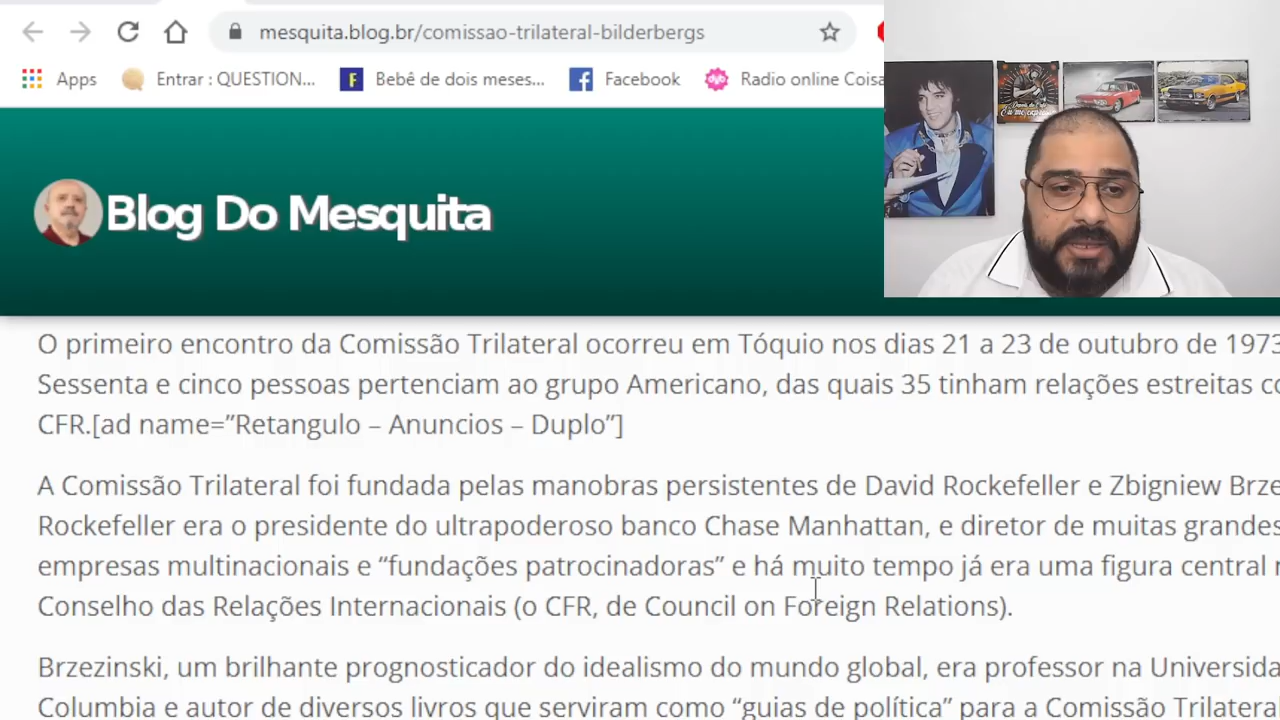 mesquita.blog.br/comissao-trilateral-bilderbergs
Apps Entrar : QUESTION... Bebê de dois meses... Facebook Radio online Coisa
Blog Do Mesquita
O primeiro encontro da Comissão Trilateral ocorreu em Tóquio nos dias 21 a 23 de outubro de 1973
Sessenta e cinco pessoas pertenciam ao grupo Americano, das quais 35 tinham relações estreitas co
CFR.[ad name=”Retangulo – Anuncios – Duplo”]
A Comissão Trilateral foi fundada pelas manobras persistentes de David Rockefeller e Zbigniew Brze
Rockefeller era o presidente do ultrapoderoso banco Chase Manhattan, e diretor de muitas grandes
empresas multinacionais e “fundações patrocinadoras” e há muito tempo já era uma figura central
Conselho das Relações Internacionais (o CFR, de Council on Foreign Relations).
Brzezinski, um brilhante prognosticador do idealismo do mundo global, era professor na Universida
Columbia e autor de diversos livros que serviram como “guias de política” para a Comissão Trilateral